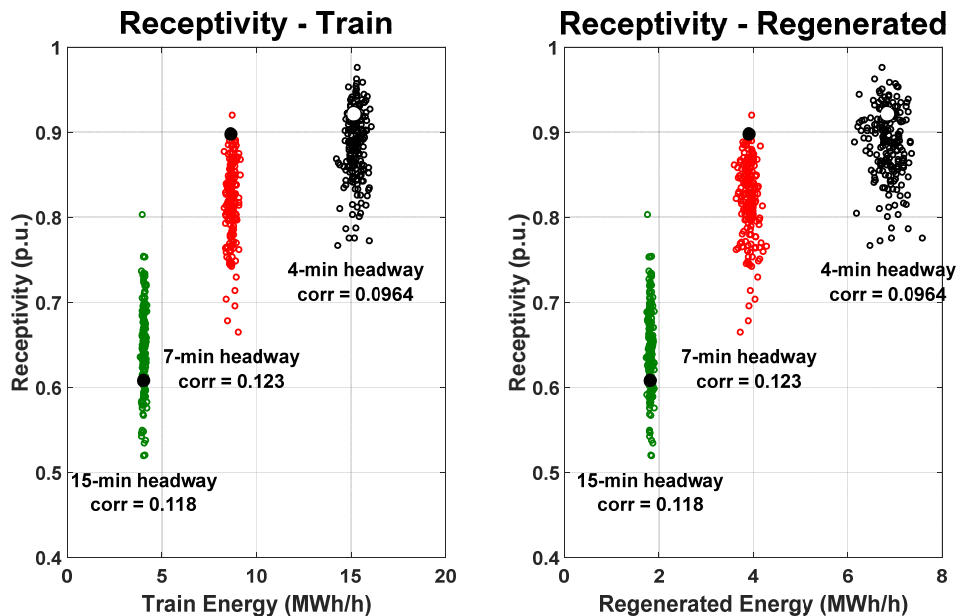 Receptivity - Train
Receptivity (p.u.)
1
0.9
0.8
0.7
0.6
0.5
0.4
4-min headway
corr = 0.0964
7-min headway
corr = 0.123
15-min headway
corr = 0.118
0
5
10
15
20
Train Energy (MWh/h)
Receptivity - Regenerated
Receptivity (p.u.)
1
0.9
0.8
0.7
0.6
0.5
0.4
4-min headway
corr = 0.0964
7-min headway
corr = 0.123
15-min headway
corr = 0.118
0
2
4
6
8
Regenerated Energy (MWh/h)